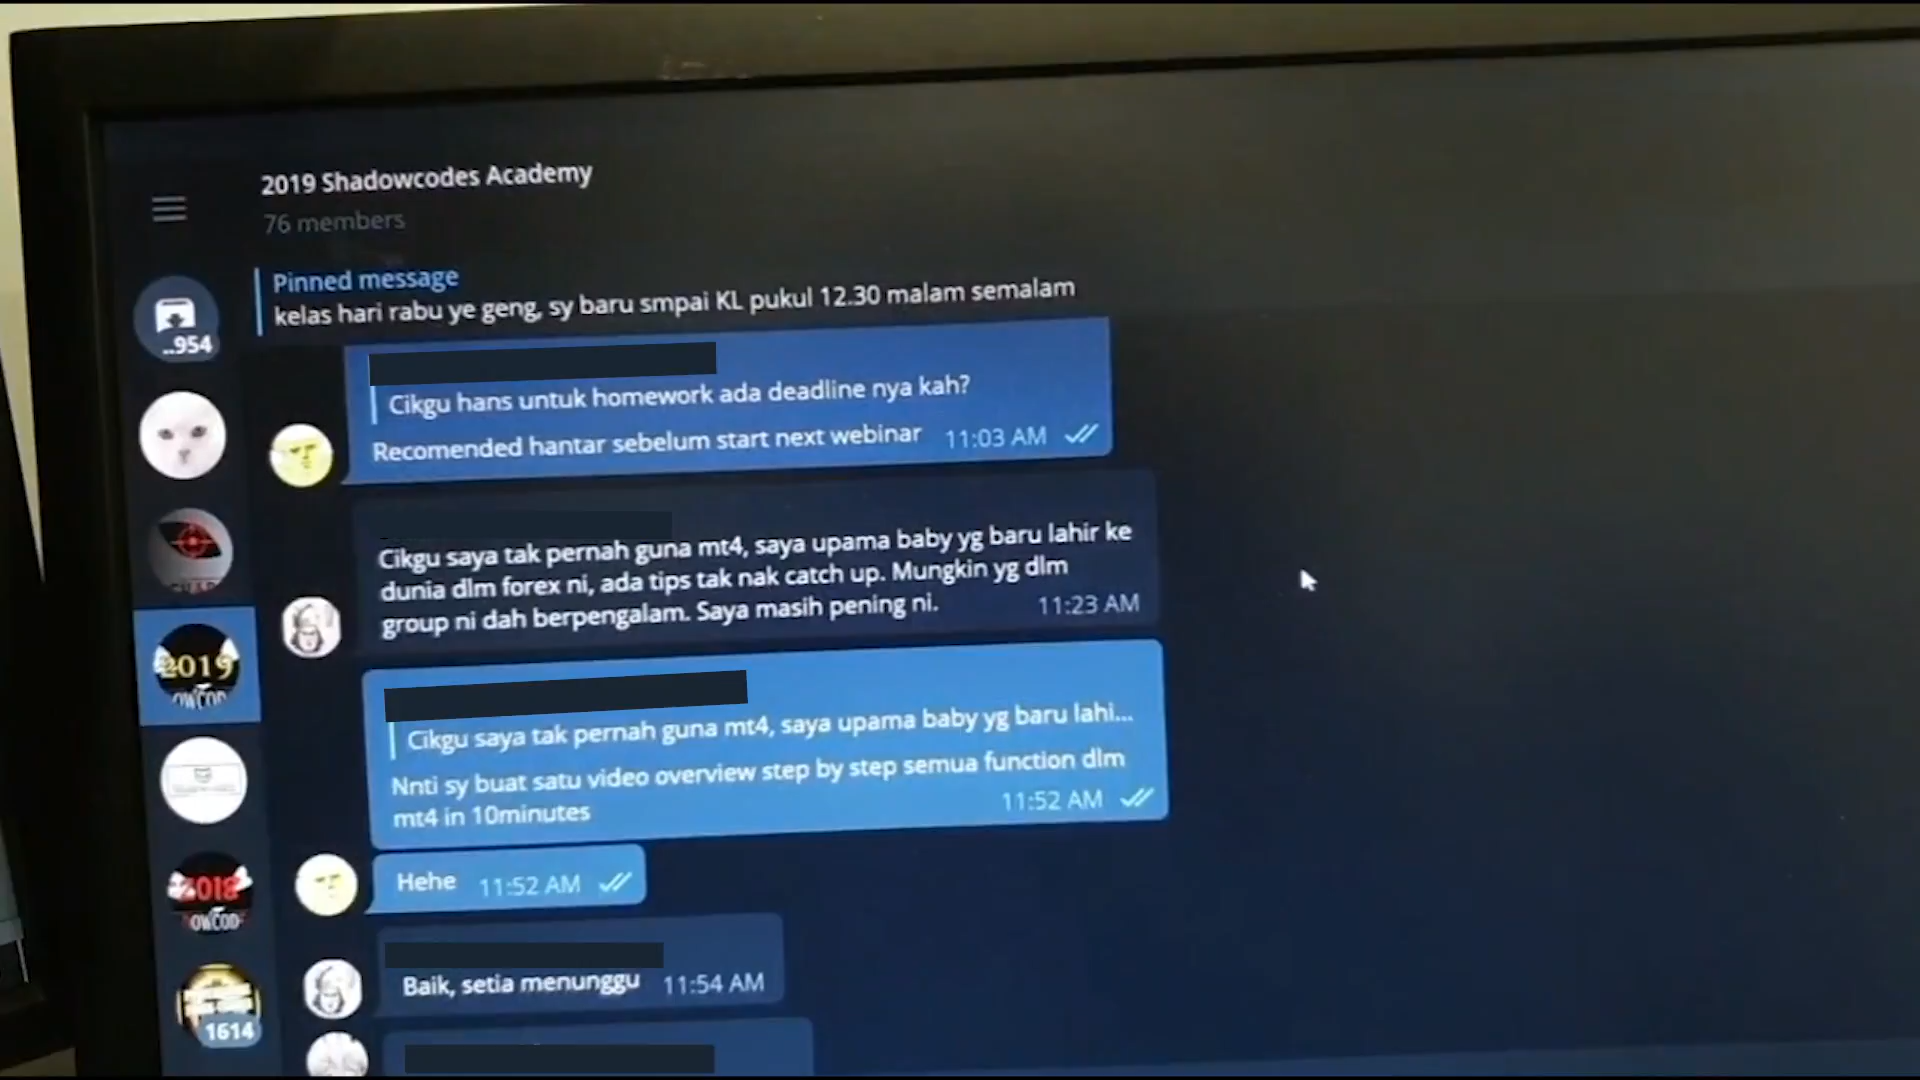 2019 Shadowcodes Academy
76 members
Pinned message
kelas hari rabu ye geng, sy baru smpai KL pukul 12.30 malam semalam
..954
Cikgu hans untuk homework ada deadline nya kah?
Recomended hantar sebelum start next webinar 11:03 AM
Cikgu saya tak pernah guna mt4, saya upama baby yg baru lahir ke
dunia dlm forex ni, ada tips tak nak catch up. Mungkin yg dlm
group ni dah berpengalam. Saya masih pening ni. 11:23 AM
2019
OWCOD
Cikgu saya tak pernah guna mt4, saya upama baby yg baru lahi...
Nnti sy buat satu video overview step by step semua function dlm
mt4 in 10minutes 11:52 AM
Hehe 11:52 AM
2018
OWCOD
Baik, setia menunggu 11:54 AM
1614